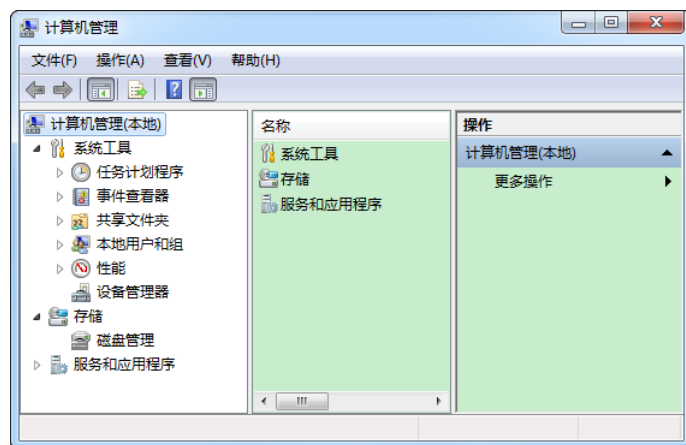 计算机管理
文件(F) 操作(A) 查看(V) 帮助(H)
计算机管理(本地)
系统工具
任务计划程序
事件查看器
共享文件夹
本地用户和组
性能
设备管理器
存储
磁盘管理
服务和应用程序
名称
系统工具
存储
服务和应用程序
操作
计算机管理(本地)
更多操作